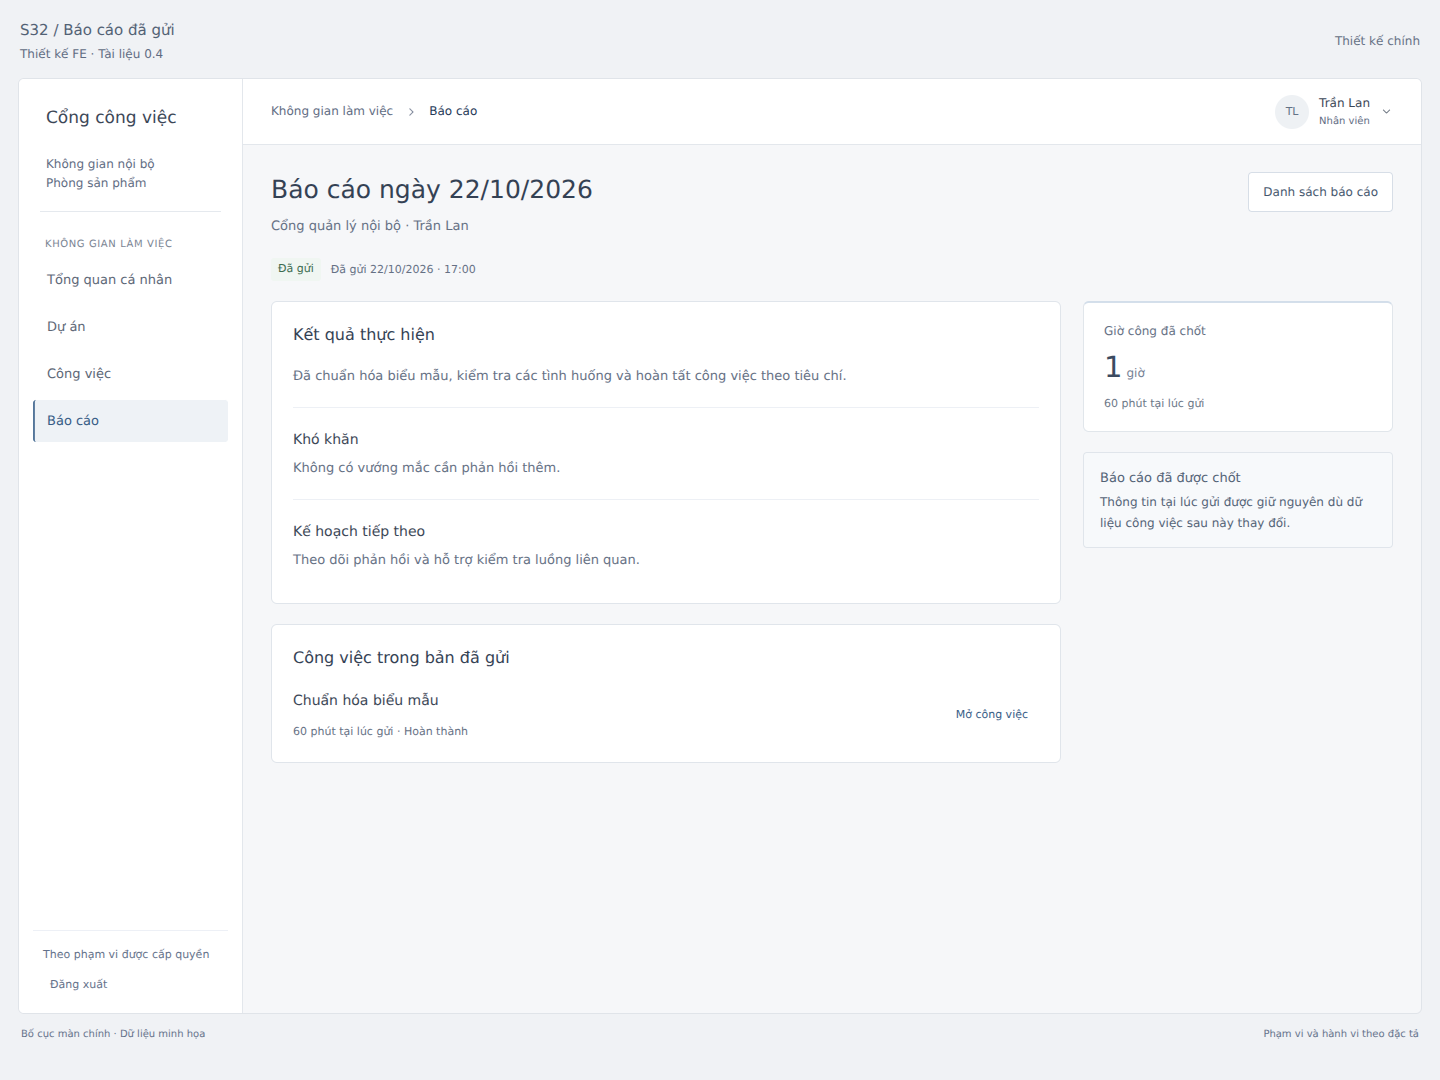 S32 / Báo cáo đã gửi
Thiết kế FE · Tài liệu 0.4
Thiết kế chính
Cổng công việc
Không gian nội bộ
Phòng sản phẩm
KHÔNG GIAN LÀM VIỆC
Tổng quan cá nhân
Dự án
Công việc
Báo cáo
Theo phạm vi được cấp quyền
Đăng xuất
Không gian làm việc
Báo cáo
TL
Trần Lan
Nhân viên
Báo cáo ngày 22/10/2026
Cổng quản lý nội bộ · Trần Lan
Danh sách báo cáo
Đã gửi
Đã gửi 22/10/2026 · 17:00
Kết quả thực hiện
Đã chuẩn hóa biểu mẫu, kiểm tra các tình huống và hoàn tất công việc theo tiêu chí.
Khó khăn
Không có vướng mắc cần phản hồi thêm.
Kế hoạch tiếp theo
Theo dõi phản hồi và hỗ trợ kiểm tra luồng liên quan.
Công việc trong bản đã gửi
Chuẩn hóa biểu mẫu
60 phút tại lúc gửi · Hoàn thành
Mở công việc
Giờ công đã chốt
1 giờ
60 phút tại lúc gửi
Báo cáo đã được chốt
Thông tin tại lúc gửi được giữ nguyên dù dữ
liệu công việc sau này thay đổi.
Bố cục màn chính · Dữ liệu minh họa
Phạm vi và hành vi theo đặc tả